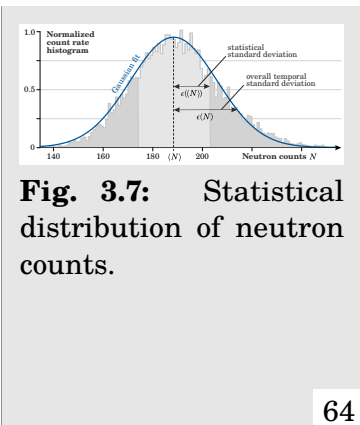 Normalized
count rate
histogram
1.0
0.5
0
Gaussian fit
statistical
standard deviation
overall temporal
standard deviation
ϵ(⟨N⟩)
ϵ(N)
140 160 180 ⟨N⟩ 200 Neutron counts N
Fig. 3.7: Statistical
distribution of neutron
counts.
64